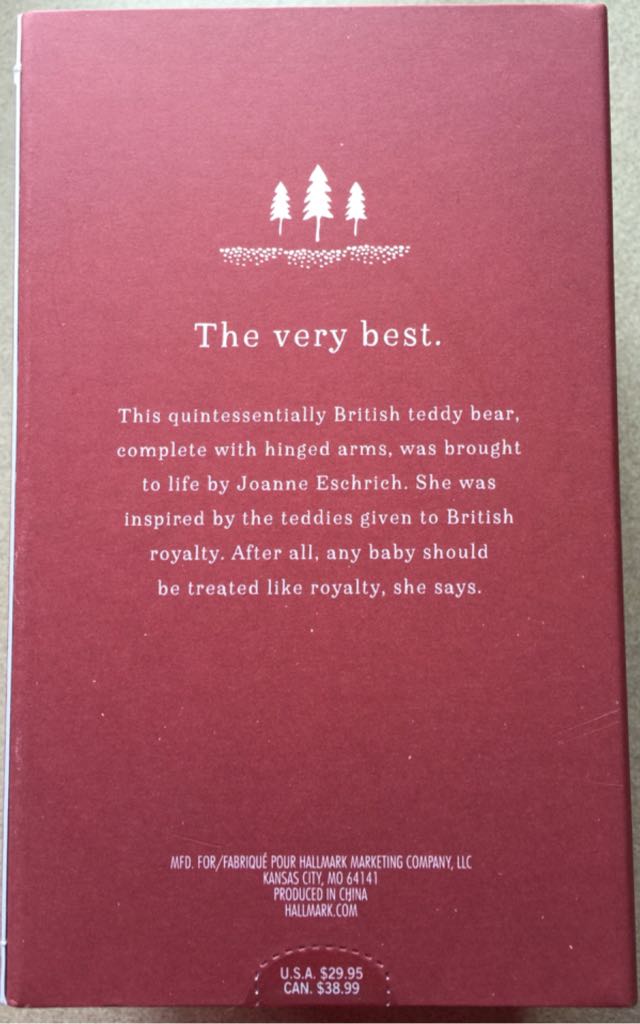 The very best.
This quintessentially British teddy bear,
complete with hinged arms, was brought
to life by Joanne Eschrich. She was
inspired by the teddies given to British
royalty. After all, any baby should
be treated like royalty, she says.
MFD. FOR/FABRIQUÉ POUR HALLMARK MARKETING COMPANY, LLC
KANSAS CITY, MO 64141
PRODUCED IN CHINA
HALLMARK.COM
U.S.A. $29.95
CAN. $38.99